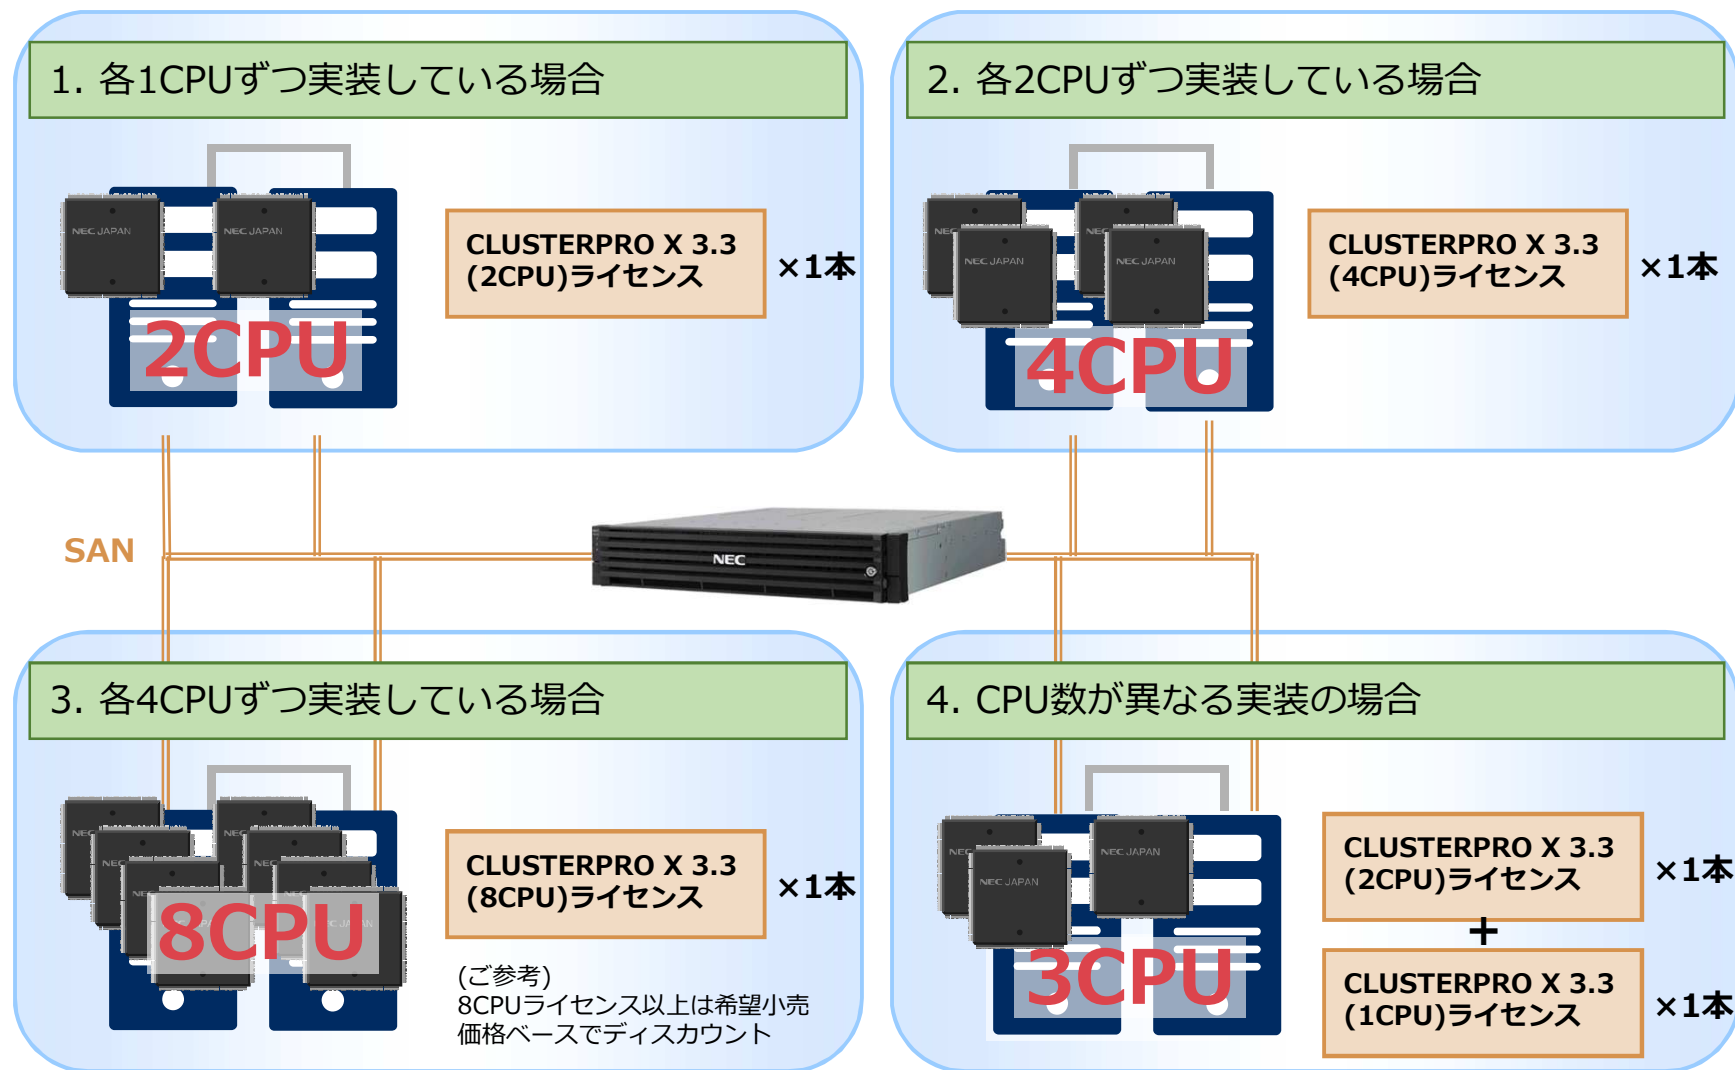 1. 各1CPUずつ実装している場合
NEC JAPAN
NEC JAPAN
2CPU
CLUSTERPRO X 3.3
(2CPU)ライセンス
×1本
2. 各2CPUずつ実装している場合
NEC JAPAN
NEC JAPAN
4CPU
CLUSTERPRO X 3.3
(4CPU)ライセンス
×1本
SAN
NEC
3. 各4CPUずつ実装している場合
NEC
NEC
NEC
NEC
NEC
8CPU
CLUSTERPRO X 3.3
(8CPU)ライセンス
×1本
(ご参考)
8CPUライセンス以上は希望小売
価格ベースでディスカウント
4. CPU数が異なる実装の場合
NEC
NEC JAPAN
NEC JAPAN
3CPU
CLUSTERPRO X 3.3
(2CPU)ライセンス
×1本
+
CLUSTERPRO X 3.3
(1CPU)ライセンス
×1本